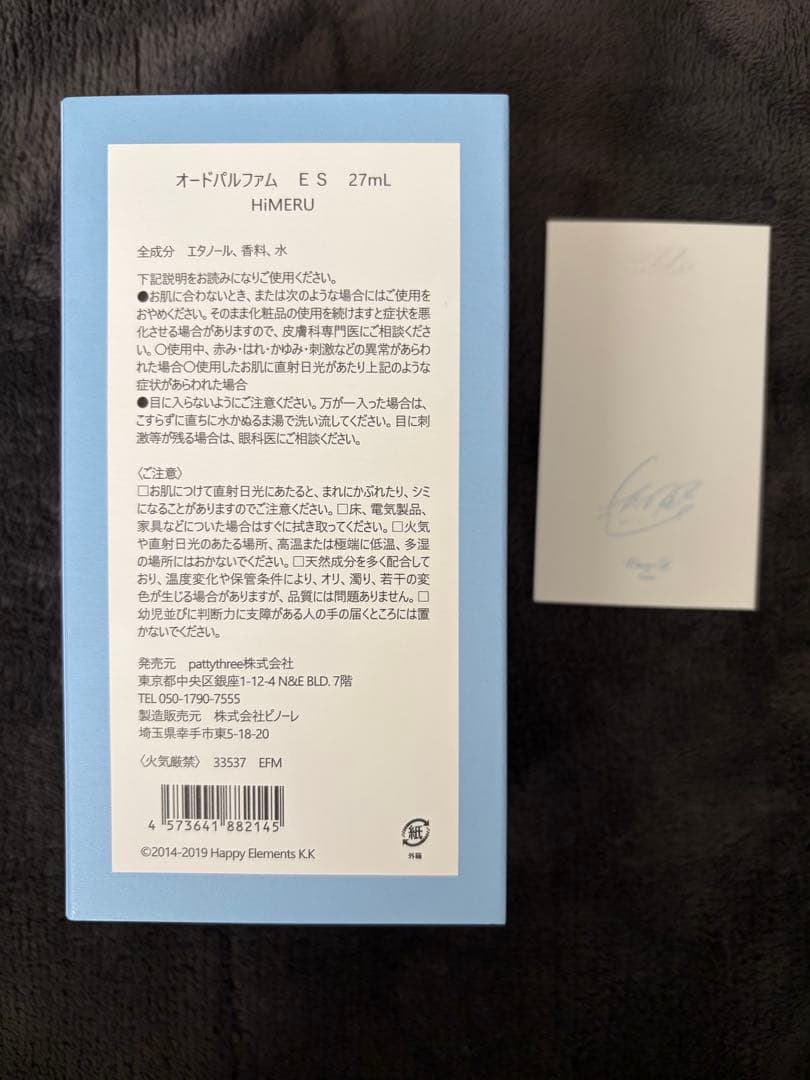 オードパルファム　ＥＳ　27mL
HiMERU
全成分　エタノール、香料、水
下記説明をお読みになりご使用ください。
●お肌に合わないとき、または次のような場合にはご使用を
おやめください。そのまま化粧品の使用を続けますと症状を悪
化させる場合がありますので、皮膚科専門医にご相談くださ
い。○使用中、赤み・はれ・かゆみ・刺激などの異常があらわ
れた場合○使用したお肌に直射日光があたり上記のような
症状があらわれた場合
●目に入らないようにご注意ください。万が一入った場合は、
こすらずに直ちに水かぬるま湯で洗い流してください。目に刺
激等が残る場合は、眼科医にご相談ください。
〈ご注意〉
□お肌につけて直射日光にあたると、まれにかぶれたり、シミ
になることがありますのでご注意ください。□床、電気製品、
家具などについた場合はすぐに拭き取ってください。□火気
や直射日光のあたる場所、高温または極端に低温、多湿
の場所にはおかないでください。□天然成分を多く配合して
おり、温度変化や保管条件により、オリ、濁り、若干の変
色が生じる場合がありますが、品質には問題ありません。□
幼児並びに判断力に支障がある人の手の届くところには置
かないでください。
発売元　pattythree株式会社
東京都中央区銀座1-12-4 N&E BLD. 7階
TEL 050-1790-7555
製造販売元　株式会社ピノーレ
埼玉県幸手市東5-18-20
〈火気厳禁〉　33537　EFM
4 573641 882145
紙
外箱
©2014-2019 Happy Elements K.K